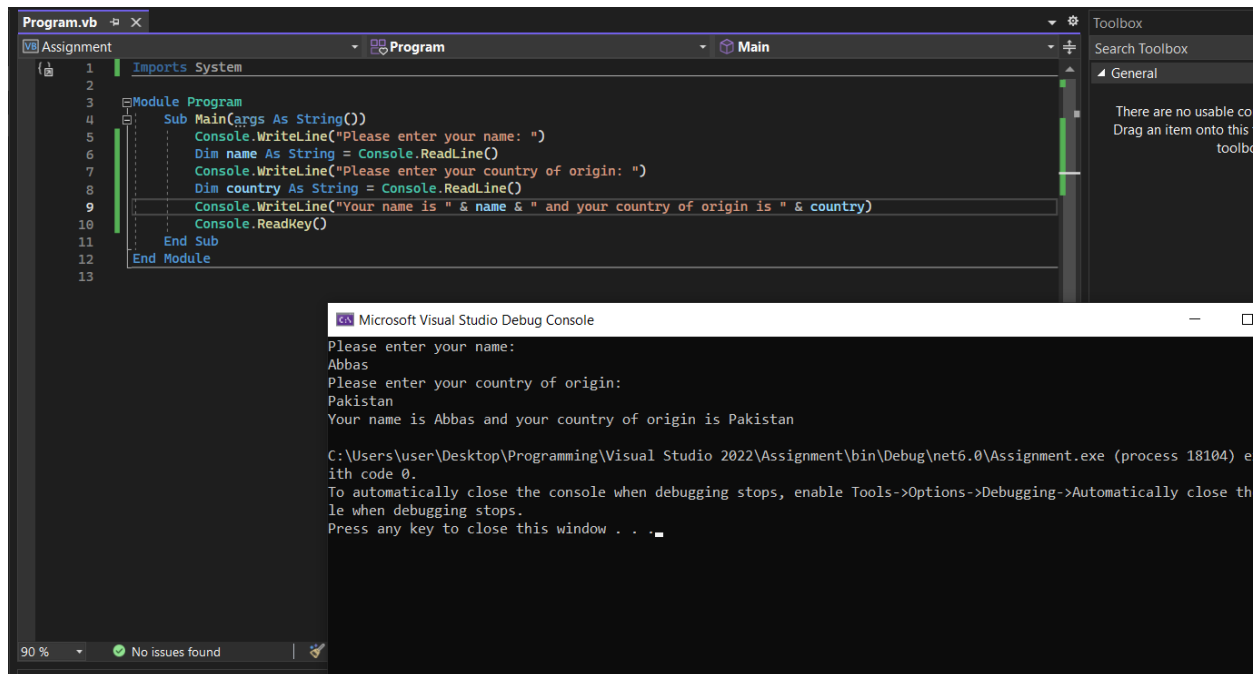 Program.vb
Toolbox
VB Assignment
Program
Main
Search Toolbox
General
There are no usable co
Drag an item onto this
toolbo
1 Imports System
2
3 Module Program
4 Sub Main(args As String())
5 Console.WriteLine("Please enter your name: ")
6 Dim name As String = Console.ReadLine()
7 Console.WriteLine("Please enter your country of origin: ")
8 Dim country As String = Console.ReadLine()
9 Console.WriteLine("Your name is " & name & " and your country of origin is " & country)
10 Console.ReadKey()
11 End Sub
12 End Module
13
Microsoft Visual Studio Debug Console
Please enter your name:
Abbas
Please enter your country of origin:
Pakistan
Your name is Abbas and your country of origin is Pakistan
C:\Users\user\Desktop\Programming\Visual Studio 2022\Assignment\bin\Debug\net6.0\Assignment.exe (process 18104) e
ith code 0.
To automatically close the console when debugging stops, enable Tools->Options->Debugging->Automatically close th
le when debugging stops.
Press any key to close this window . . .
90 %
No issues found